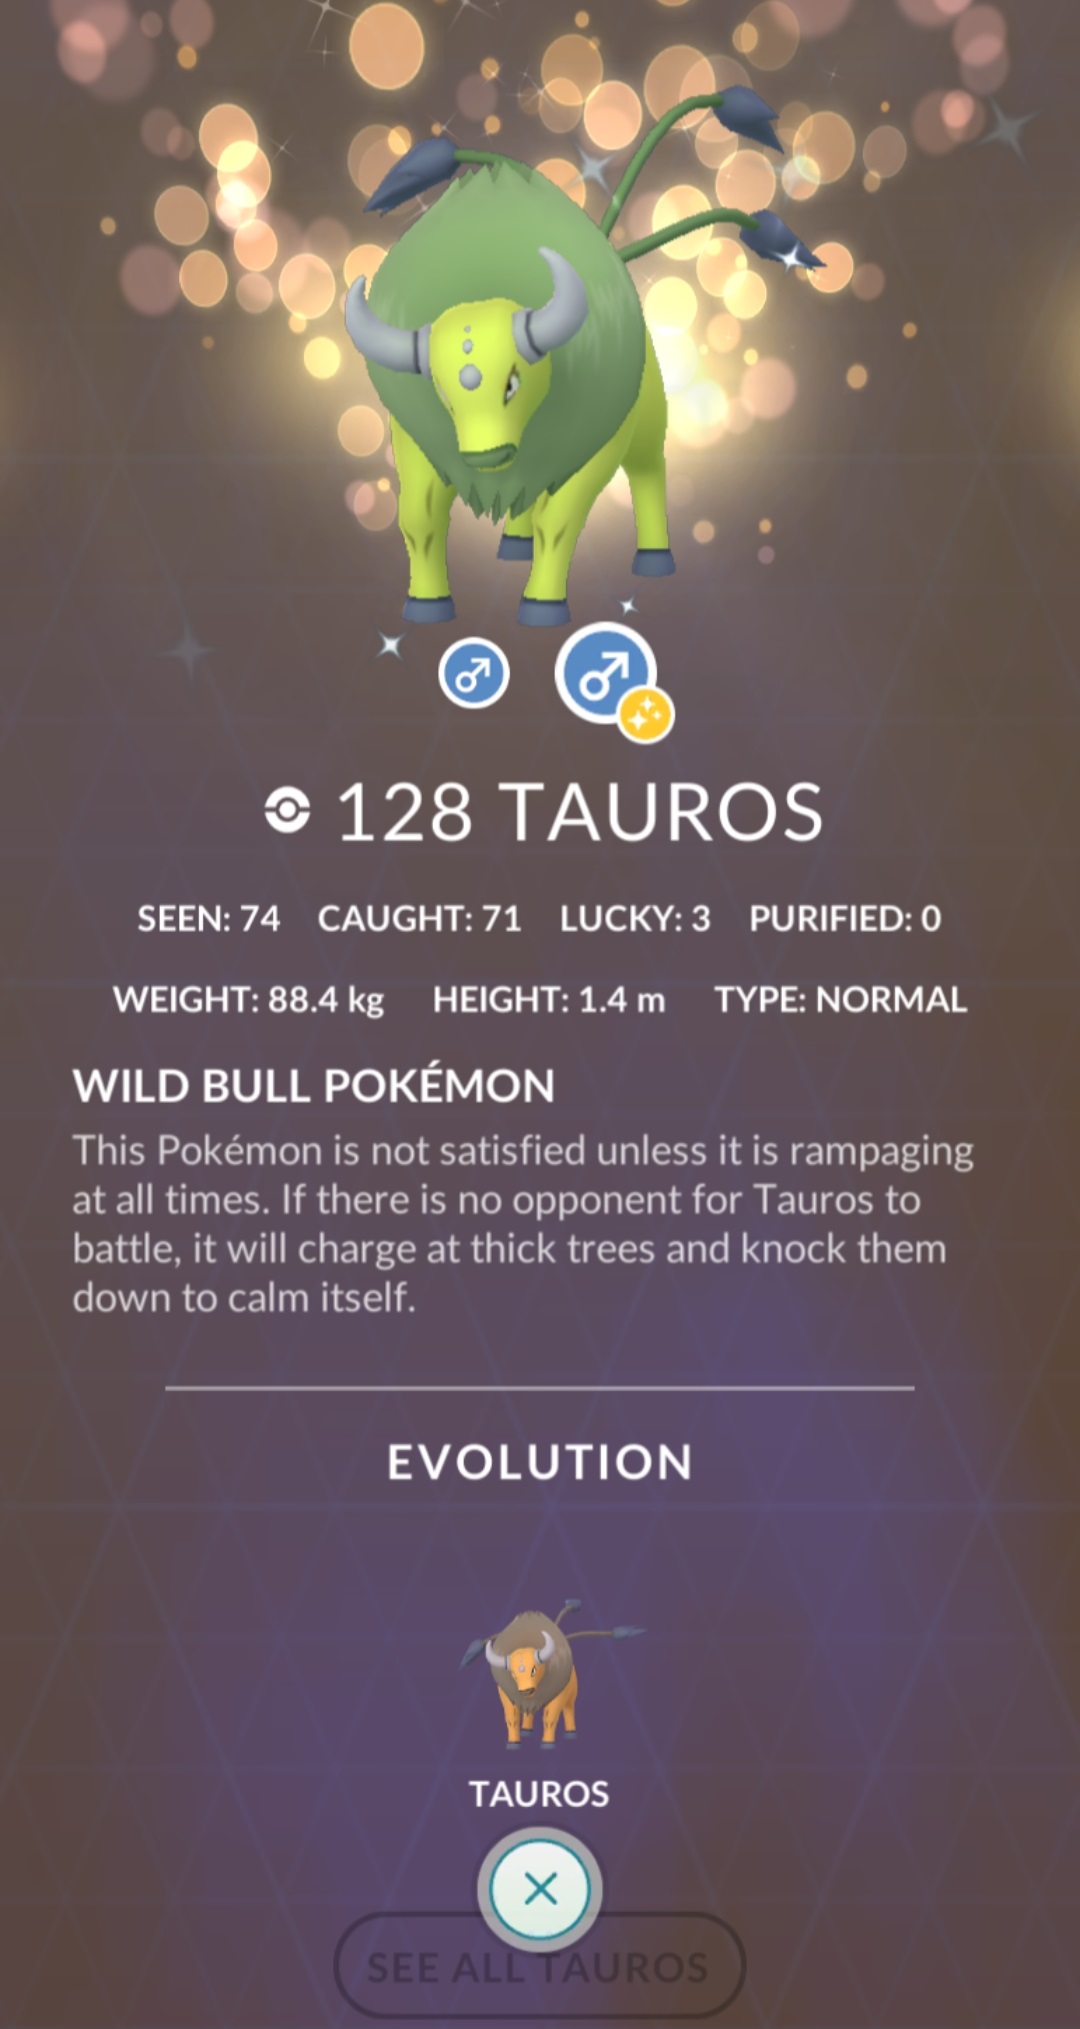 128 TAUROS
SEEN: 74 CAUGHT: 71 LUCKY: 3 PURIFIED: 0
WEIGHT: 88.4 kg HEIGHT: 1.4 m TYPE: NORMAL
WILD BULL POKÉMON
This Pokémon is not satisfied unless it is rampaging
at all times. If there is no opponent for Tauros to
battle, it will charge at thick trees and knock them
down to calm itself.
EVOLUTION
TAUROS
SEE ALL TAUROS